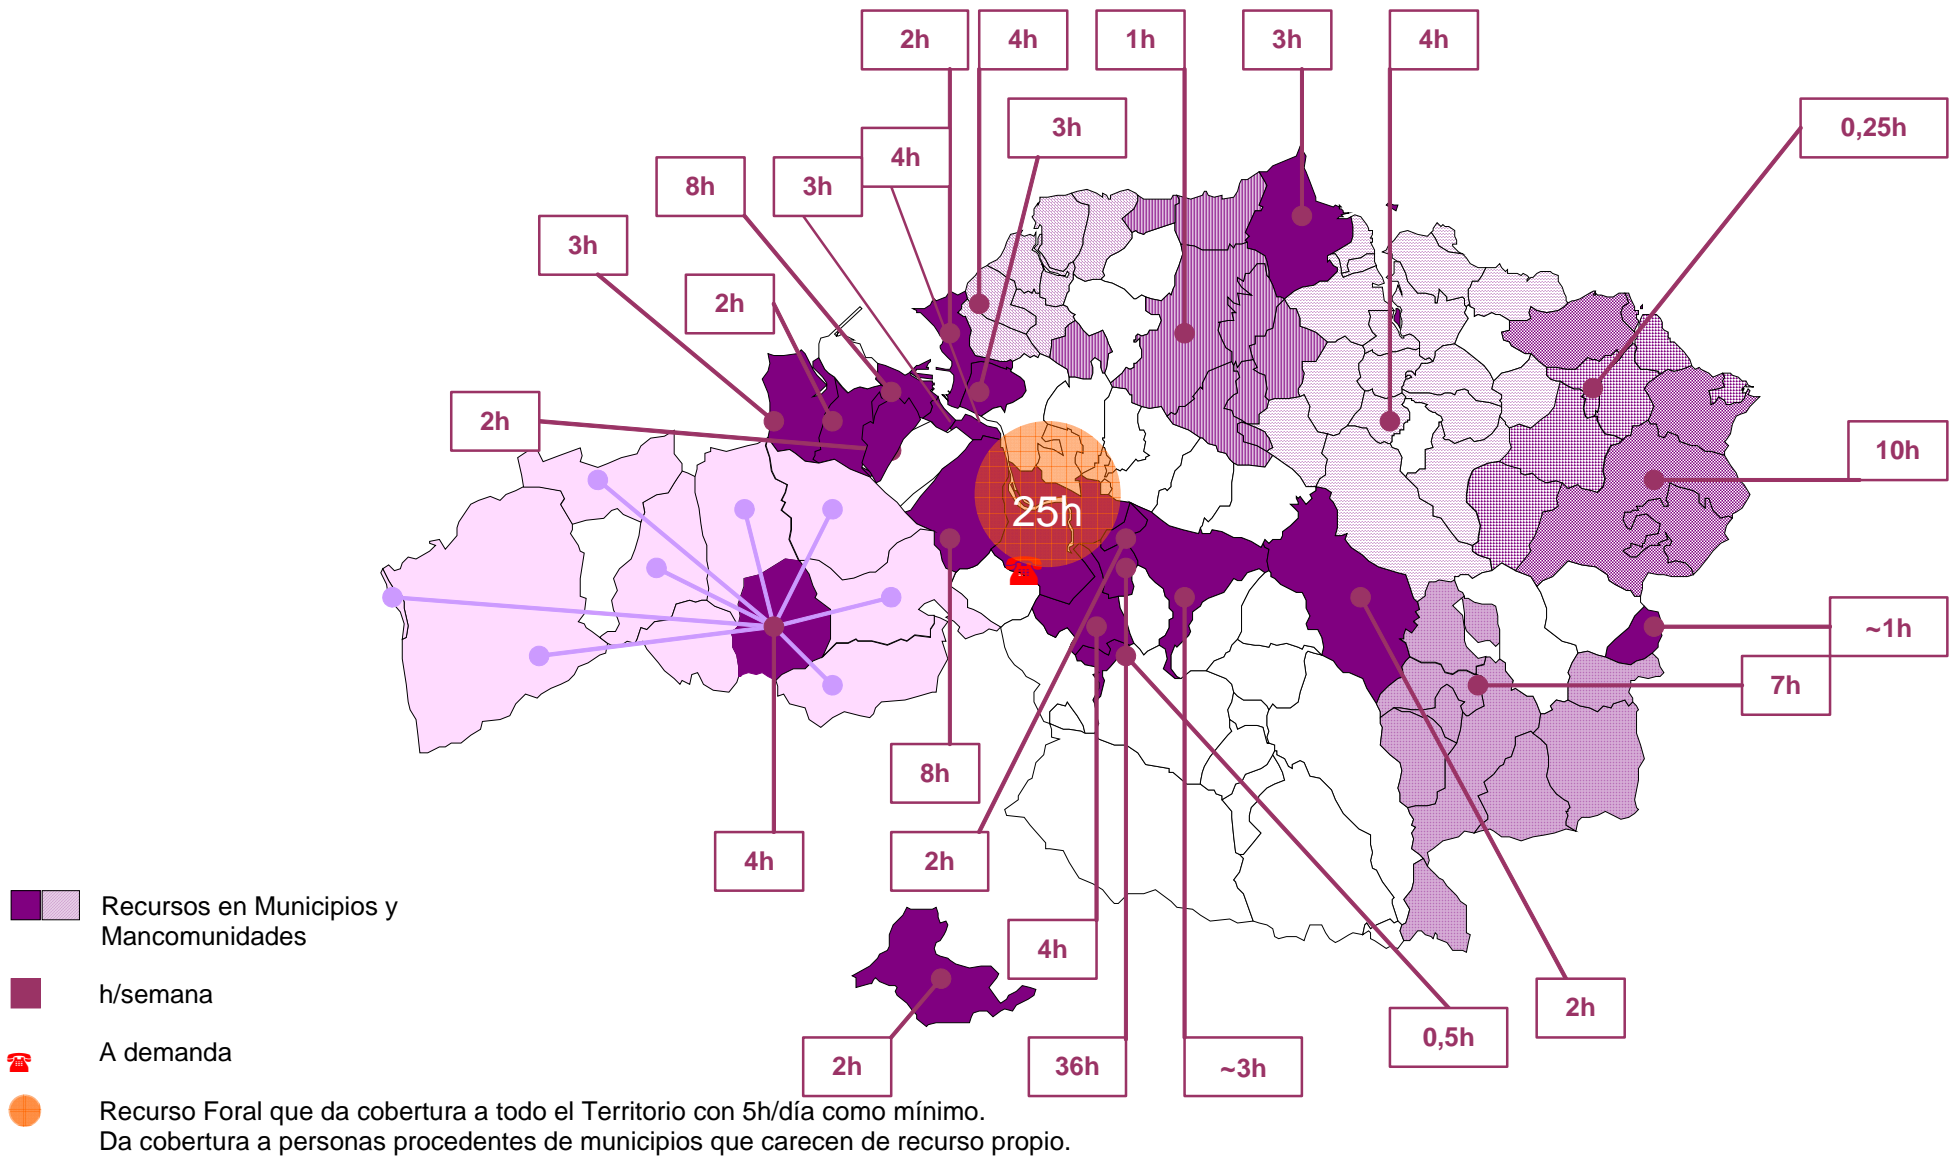 2h
4h
1h
3h
4h
3h
0,25h
4h
8h
3h
3h
2h
2h
10h
25h
~1h
7h
8h
4h
2h
4h
2h
0,5h
2h
36h
~3h
Recursos en Municipios y
Mancomunidades
h/semana
A demanda
Recurso Foral que da cobertura a todo el Territorio con 5h/día como mínimo.
Da cobertura a personas procedentes de municipios que carecen de recurso propio.